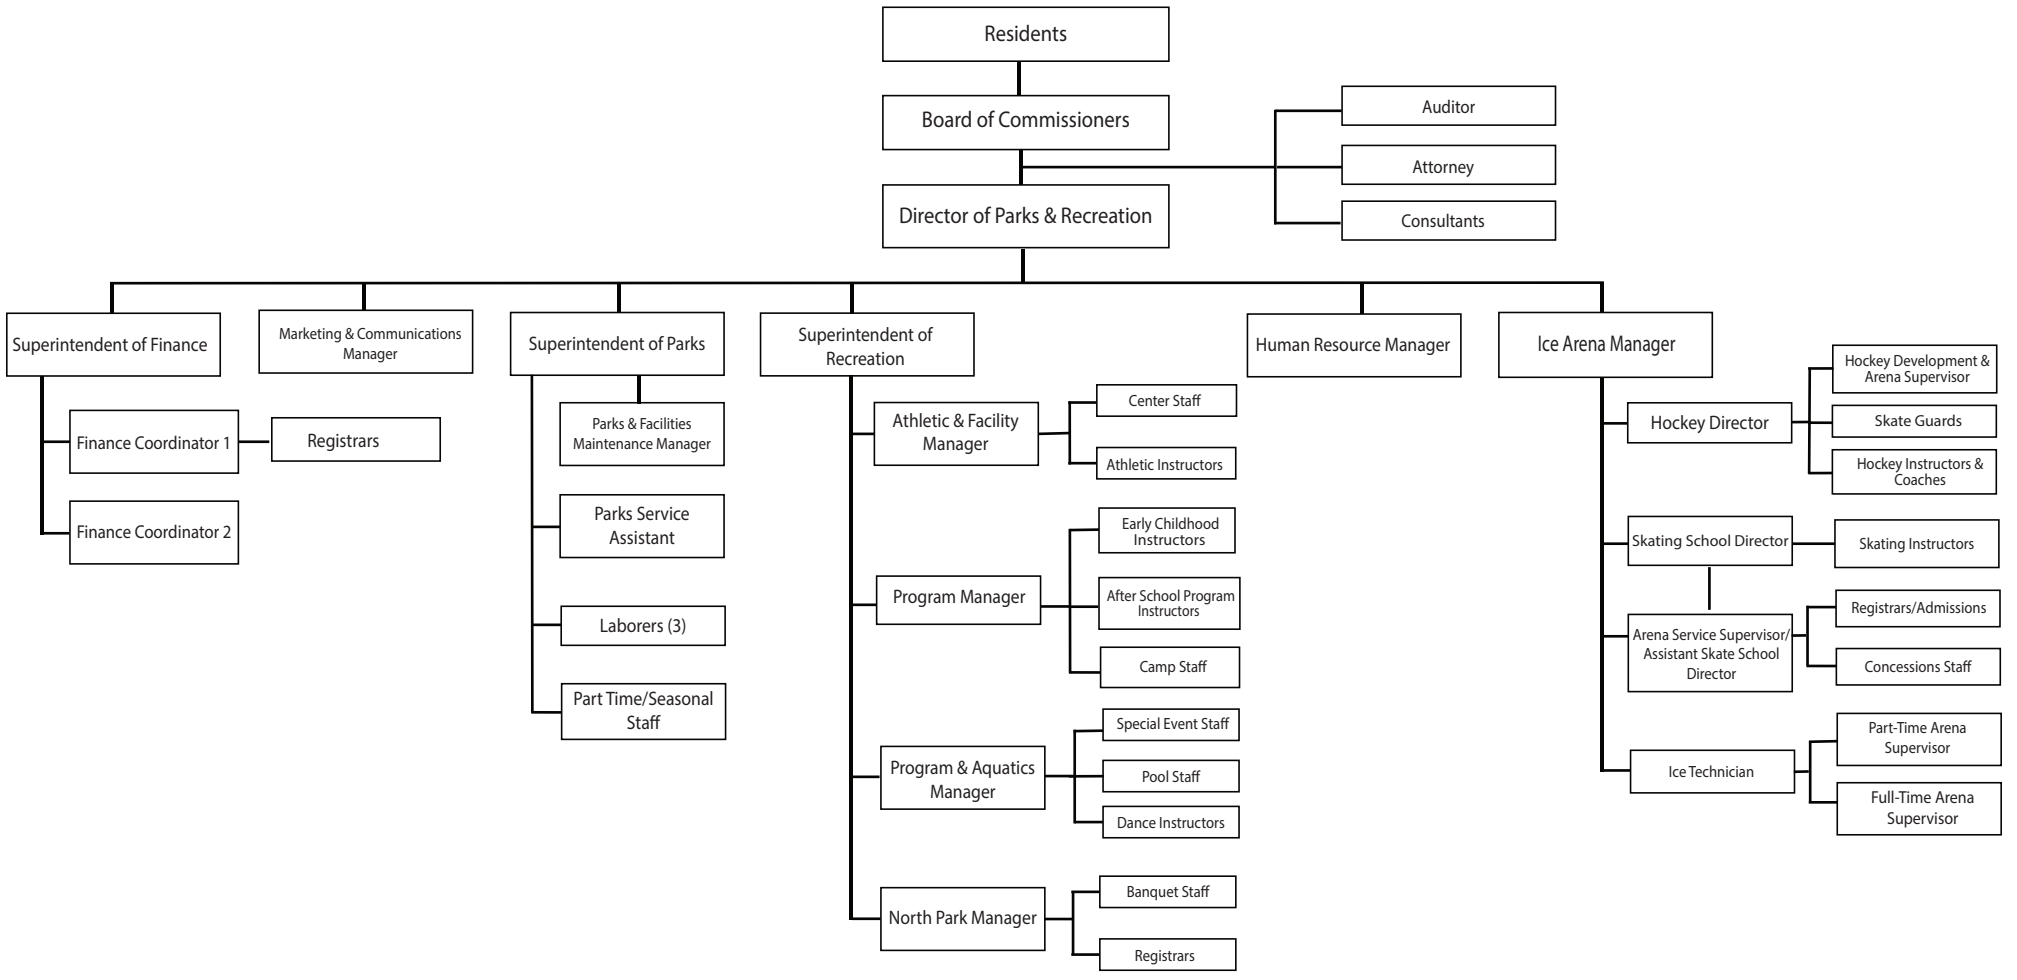 Residents
Board of Commissioners
Auditor
Attorney
Consultants
Director of Parks & Recreation
Superintendent of Finance
Finance Coordinator 1
Registrars
Finance Coordinator 2
Marketing & Communications
Manager
Superintendent of Parks
Parks & Facilities
Maintenance Manager
Parks Service
Assistant
Laborers (3)
Part Time/Seasonal
Staff
Superintendent of
Recreation
Athletic & Facility
Manager
Center Staff
Athletic Instructors
Program Manager
Early Childhood
Instructors
After School Program
Instructors
Camp Staff
Program & Aquatics
Manager
Special Event Staff
Pool Staff
Dance Instructors
North Park Manager
Banquet Staff
Registrars
Human Resource Manager
Ice Arena Manager
Hockey Director
Hockey Development &
Arena Supervisor
Skate Guards
Hockey Instructors &
Coaches
Skating School Director
Skating Instructors
Arena Service Supervisor/
Assistant Skate School
Director
Registrars/Admissions
Concessions Staff
Ice Technician
Part-Time Arena
Supervisor
Full-Time Arena
Supervisor